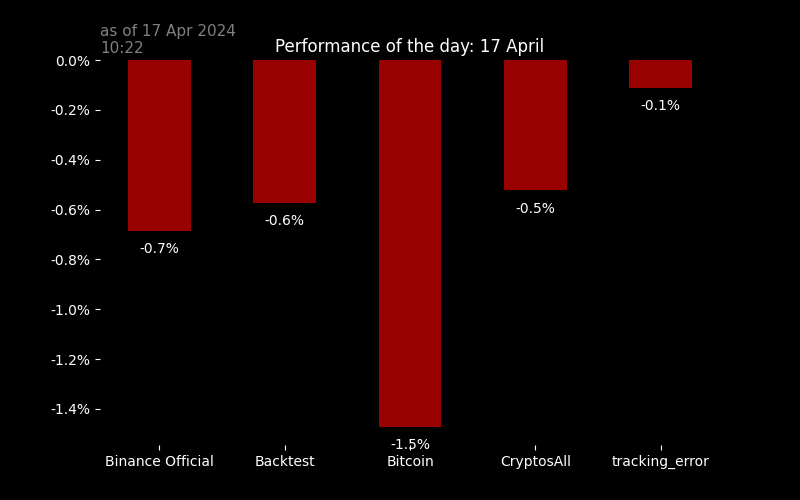 as of 17 Apr 2024
10:22
Performance of the day: 17 April
0.0%
-0.2%
-0.4%
-0.6%
-0.8%
-1.0%
-1.2%
-1.4%
-0.7%
-0.6%
-1.5%
-0.5%
-0.1%
Binance Official
Backtest
Bitcoin
CryptosAll
tracking_error